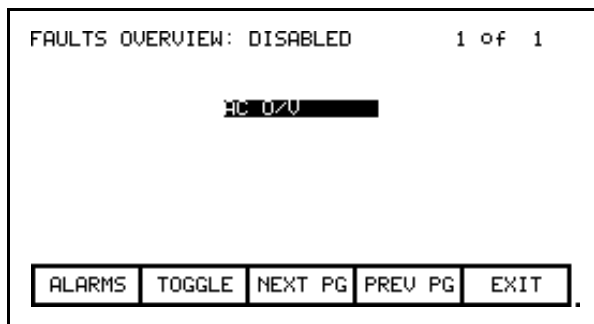 FAULTS OVERVIEW: DISABLED 1 of 1
AC O/V
ALARMS TOGGLE NEXT PG PREV PG EXIT